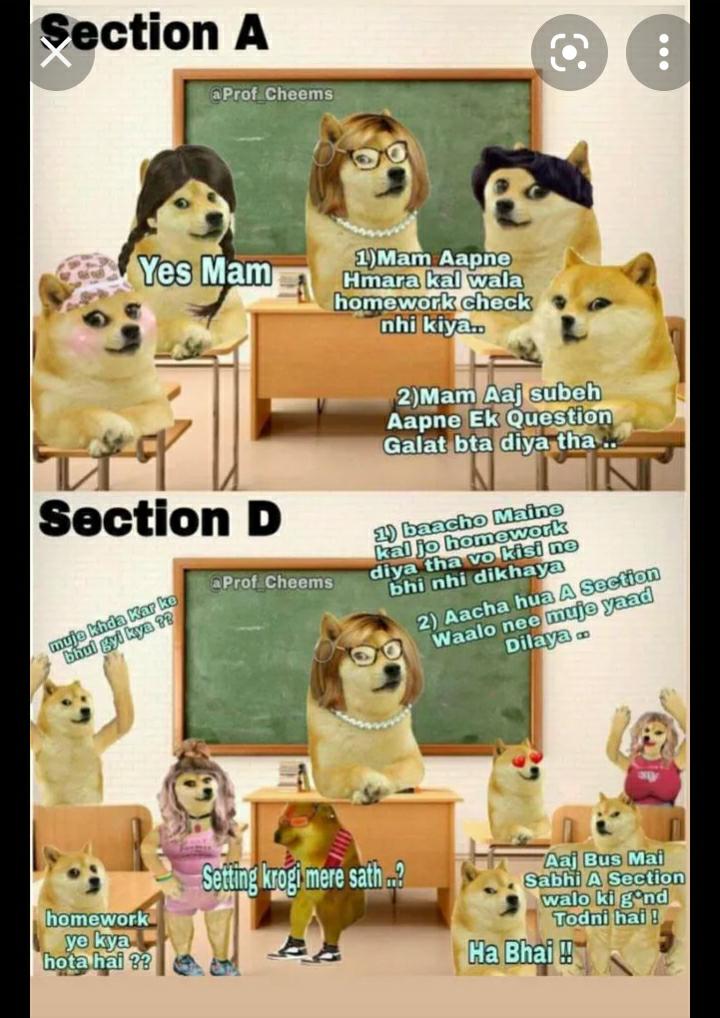 Section A
@Prof_Cheems
Yes Mam
1)Mam Aapne
Hmara kal wala
homework check
nhi kiya..
2)Mam Aaj subeh
Aapne Ek Question
Galat bta diya tha ..
Section D
1) baacho Maine
kal jo homework
diya tha vo kisi ne
bhi nhi dikhaya
@Prof_Cheems
2) Aacha hua A Section
Waalo nee muje yaad
Dilaya ..
muje khda Kar ke
bhul gyi kya ??
Setting krogi mere sath ..?
Aaj Bus Mai
Sabhi A Section
walo ki g*nd
Todni hai !
homework
ye kya
hota hai ??
Ha Bhai !!